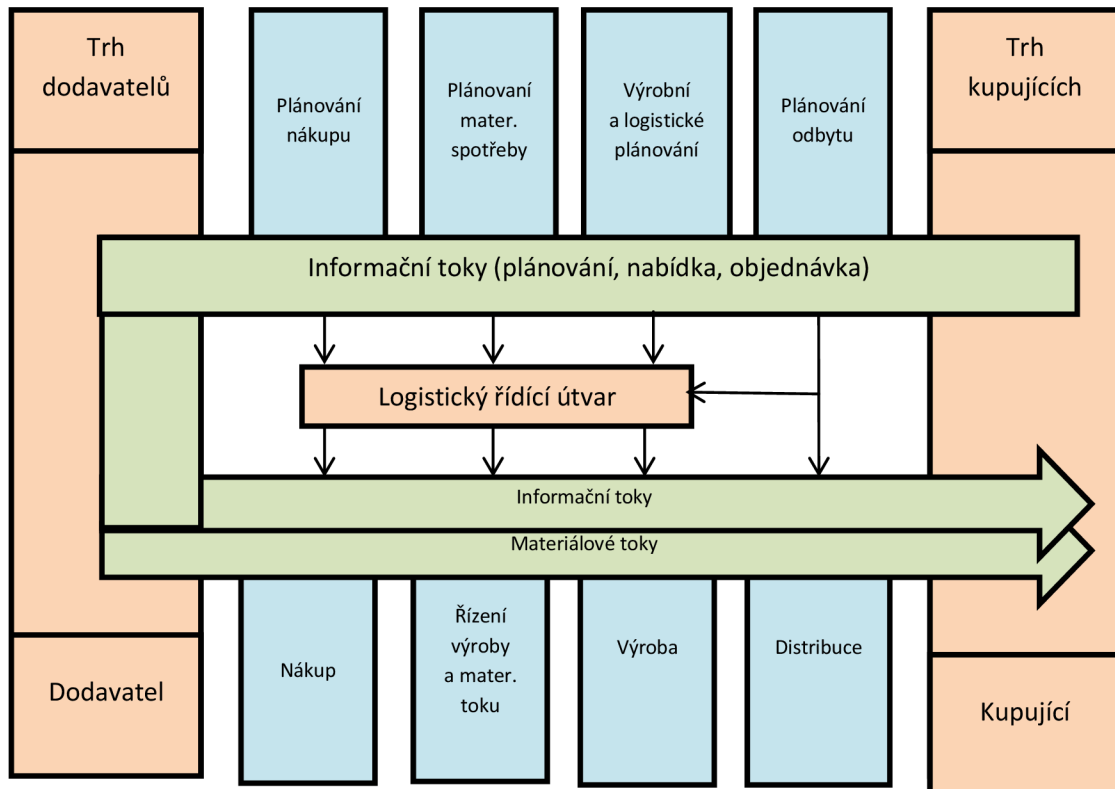 Trh
dodavatelů
Plánování
nákupu
Plánovaní
mater.
spotřeby
Výrobní
a logistické
plánování
Plánování
odbytu
Trh
kupujících
Informační toky (plánování, nabídka, objednávka)
Logistický řídící útvar
Informační toky
Materiálové toky
Dodavatel
Nákup
Řízení
výroby
a mater.
toku
Výroba
Distribuce
Kupující